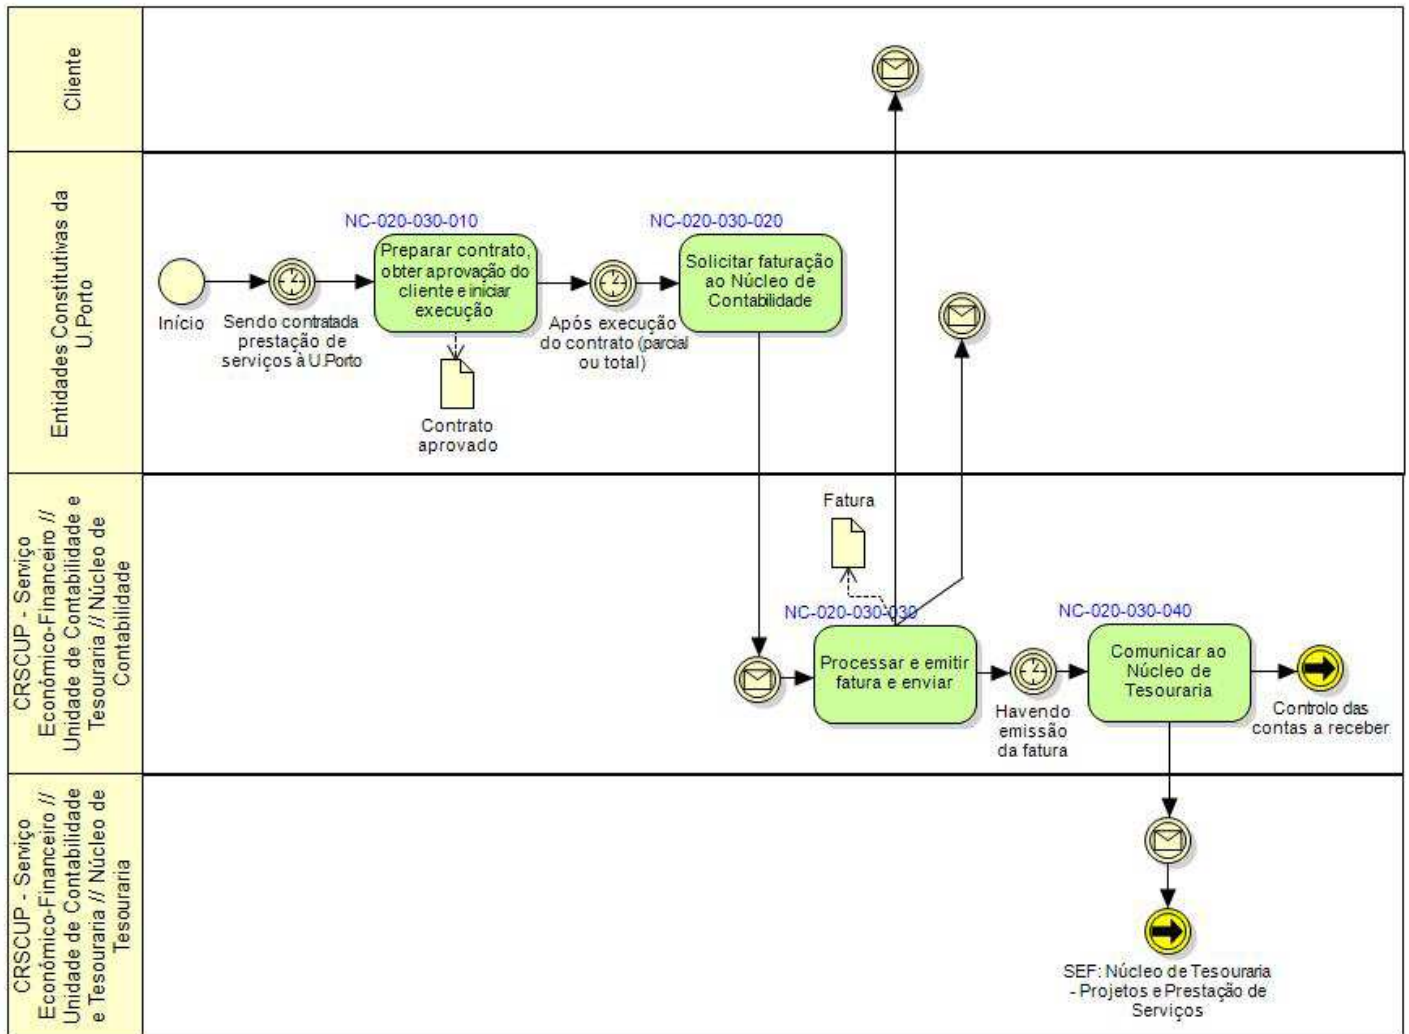 Cliente
Entidades Constitutivas da
U.Porto
NC-020-030-010
Preparar contrato,
obter aprovação do
cliente e iniciar
execução
NC-020-030-020
Solicitar faturação
ao Núcleo de
Contabilidade
Início
Sendo contratada
prestação de
serviços à U.Porto
Após execução
do contrato (parcial
ou total)
Contrato
aprovado
CRSCUP - Serviço
Económico-Financeiro //
Unidade de Contabilidade e
Tesouraria // Núcleo de
Contabilidade
Fatura
NC-020-030-030
Processar e emitir
fatura e enviar
Havendo
emissão
da fatura
NC-020-030-040
Comunicar ao
Núcleo de
Tesouraria
Controlo das
contas a receber
CRSCUP - Serviço
Económico-Financeiro //
Unidade de Contabilidade
e Tesouraria // Núcleo de
Tesouraria
SEF: Núcleo de Tesouraria
- Projetos e Prestação de
Serviços